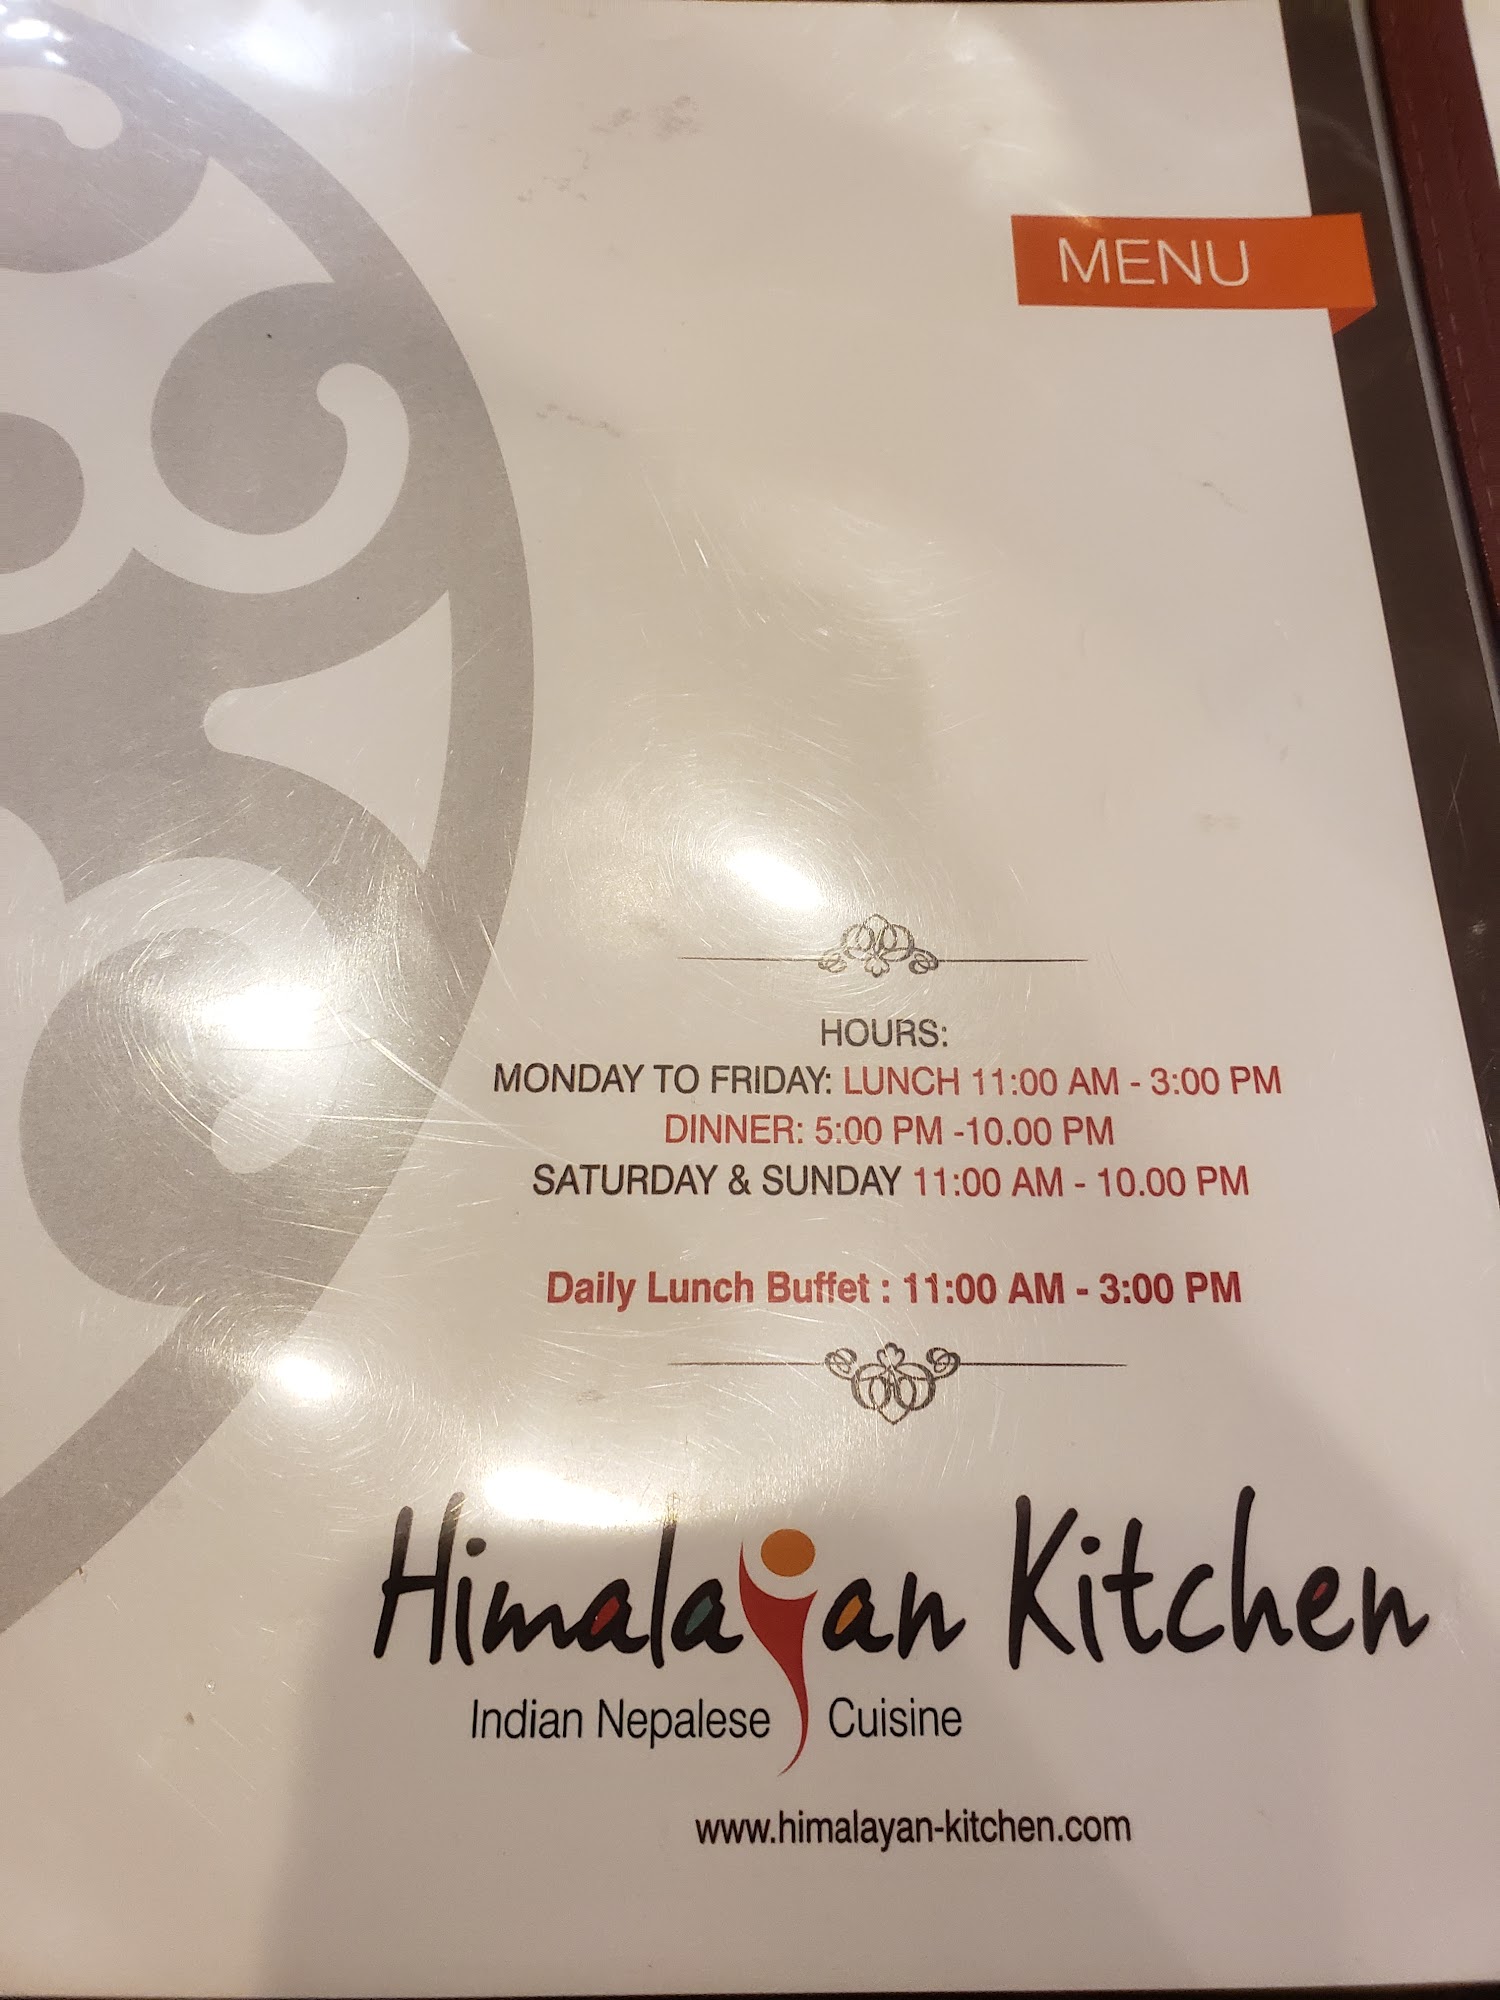 MENU
HOURS:
MONDAY TO FRIDAY: LUNCH 11:00 AM - 3:00 PM
DINNER: 5:00 PM -10.00 PM
SATURDAY & SUNDAY 11:00 AM - 10.00 PM
Daily Lunch Buffet : 11:00 AM - 3:00 PM
Himalayan Kitchen
Indian Nepalese Cuisine
www.himalayan-kitchen.com